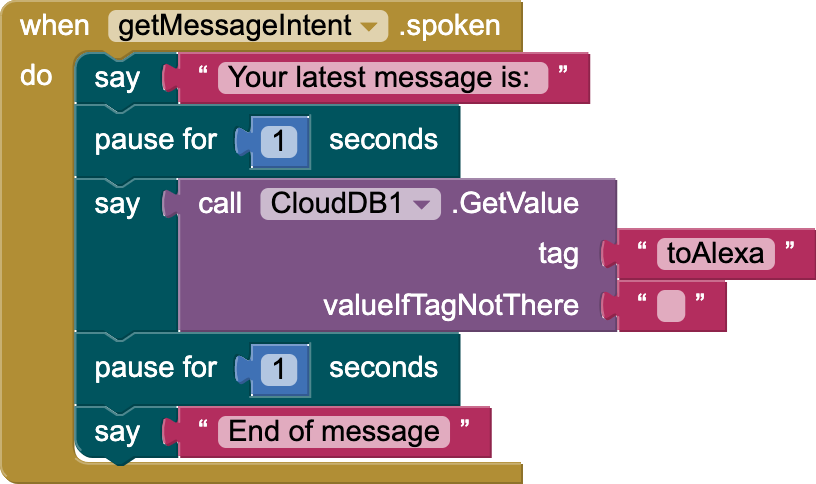 when getMessageIntent .spoken
do say “ Your latest message is: ”
pause for 1 seconds
say call CloudDB1 .GetValue
tag “ toAlexa ”
valueIfTagNotThere “ ”
pause for 1 seconds
say “ End of message ”